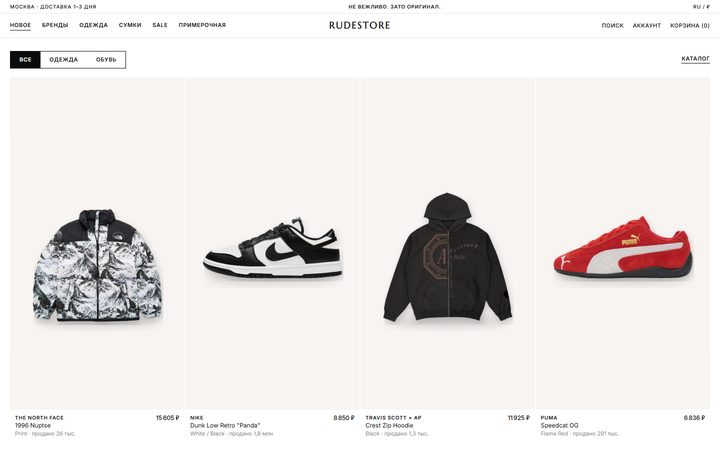 МОСКВА · ДОСТАВКА 1–3 ДНЯ
НЕ ВЕЖЛИВО. ЗАТО ОРИГИНАЛ.
RU / ₽
НОВОЕ БРЕНДЫ ОДЕЖДА СУМКИ SALE ПРИМЕРОЧНАЯ
RUDESTORE
ПОИСК АККАУНТ КОРЗИНА (0)
ВСЕ ОДЕЖДА ОБУВЬ
КАТАЛОГ
PUMA
THE NORTH FACE 15 605 ₽
1996 Nuptse
Print · продано 26 тыс.
NIKE 8 850 ₽
Dunk Low Retro "Panda"
White / Black · продано 1,8 млн
TRAVIS SCOTT × AP 11 925 ₽
Crest Zip Hoodie
Black · продано 1,3 тыс.
PUMA 6 836 ₽
Speedcat OG
Flame Red · продано 291 тыс.